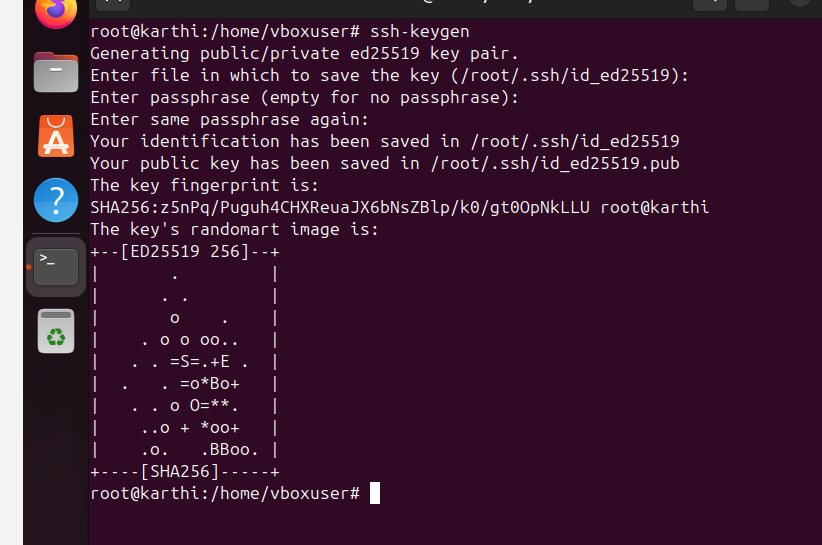 root@karthi:/home/vboxuser# ssh-keygen
Generating public/private ed25519 key pair.
Enter file in which to save the key (/root/.ssh/id_ed25519):
Enter passphrase (empty for no passphrase):
Enter same passphrase again:
Your identification has been saved in /root/.ssh/id_ed25519
Your public key has been saved in /root/.ssh/id_ed25519.pub
The key fingerprint is:
SHA256:z5nPq/Puguh4CHXReuaJX6bNsZBlp/k0/gt0OpNkLLU root@karthi
The key's randomart image is:
+--[ED25519 256]--+
|        .        |
|       . .       |
|        o    .   |
|     . o o oo..  |
|    . . =S=.+E . |
|   .   . =o*Bo+  |
|    . . o O=**.  |
|     ..o + *oo+  |
|     .o.   .BBoo.|
+----[SHA256]-----+
root@karthi:/home/vboxuser#